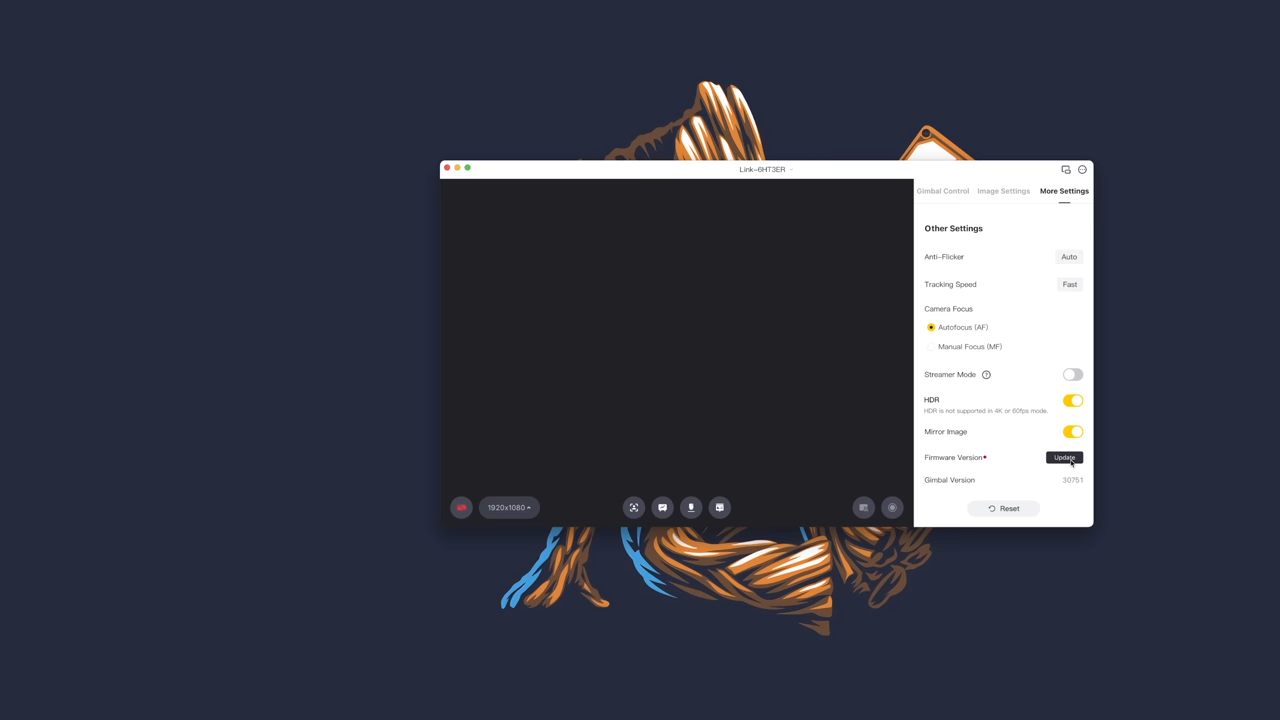 Link-6HT3ER
Gimbal Control Image Settings More Settings
Other Settings
Anti-Flicker Auto
Tracking Speed Fast
Camera Focus
Autofocus (AF)
Manual Focus (MF)
Streamer Mode ?
HDR
HDR is not supported in 4K or 60fps mode.
Mirror Image
Firmware Version Update
Gimbal Version 30751
1920x1080
Reset